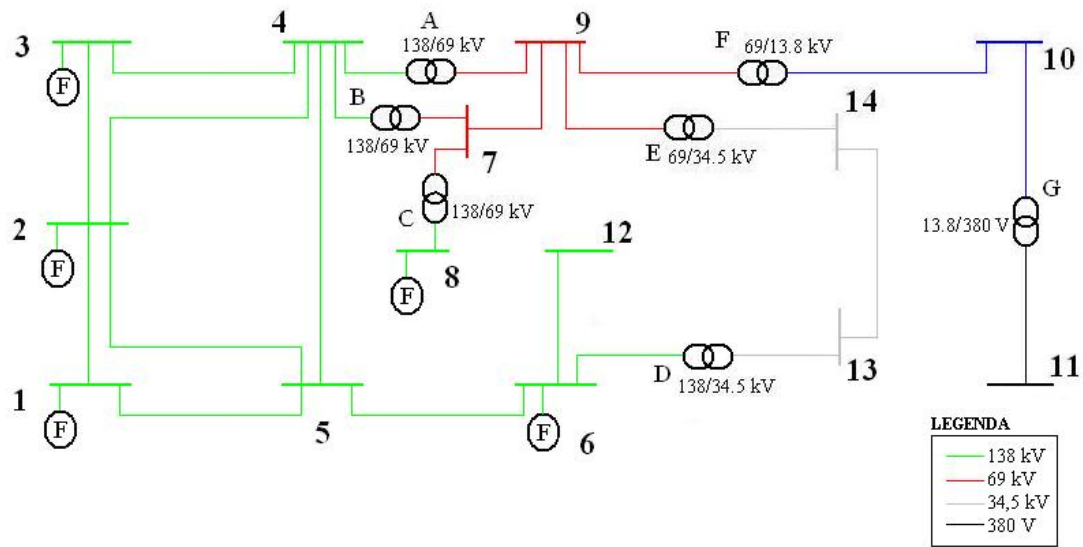 A
4
9
3
138/69 kV
F
69/13.8 kV
10
F
B
14
138/69 kV
7
E
69/34.5 kV
G
C
138/69 kV
2
12
13.8/380 V
F
8
F
D
138/34.5 kV
13
11
1
5
6
F
F
LEGENDA
138 kV
69 kV
34,5 kV
380 V